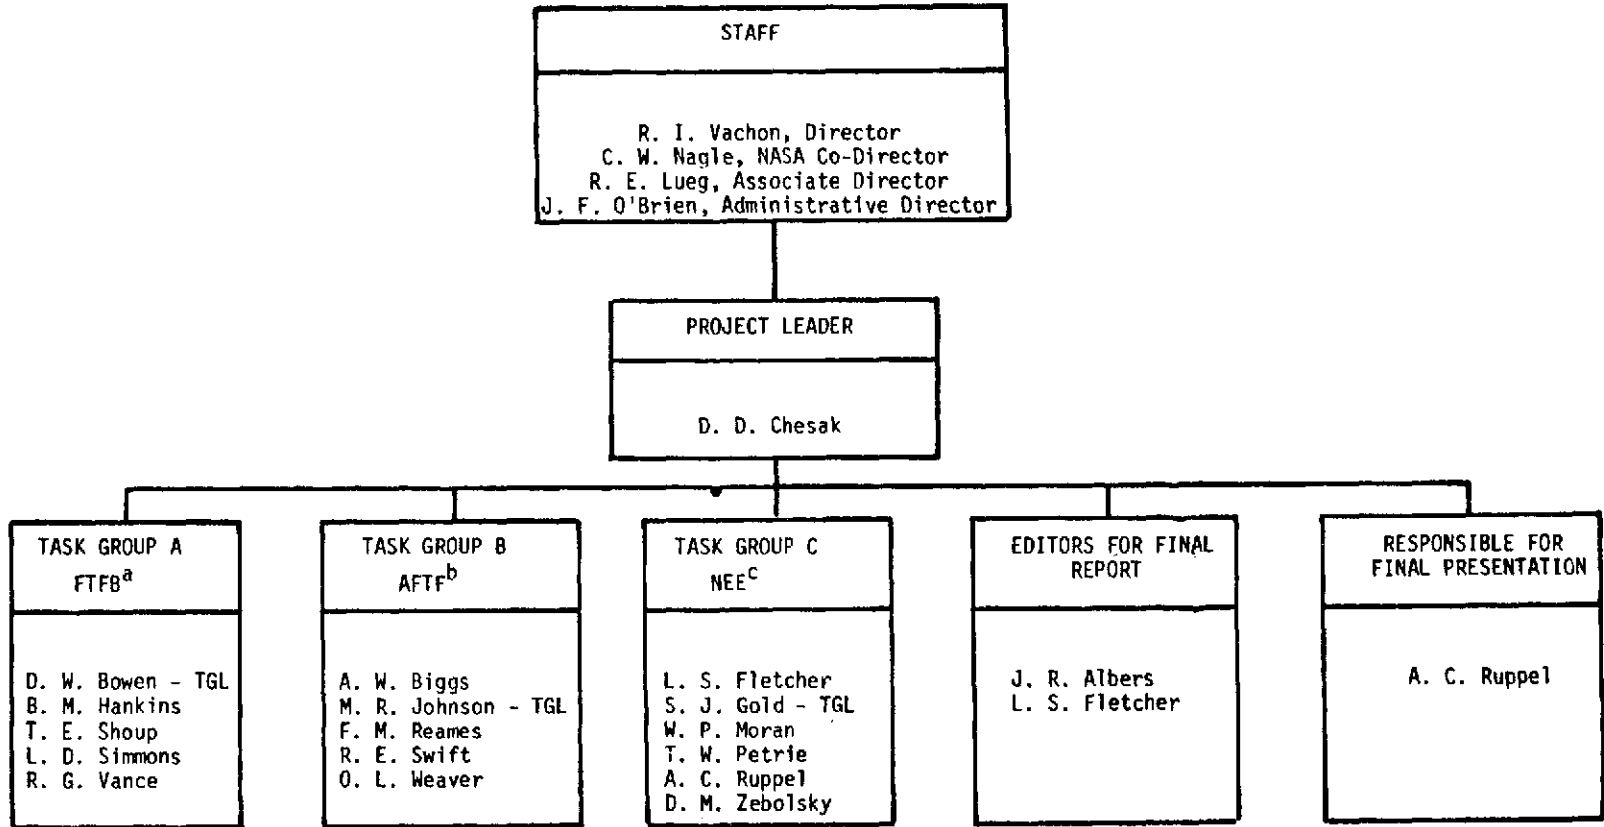 STAFF
R. I. Vachon, Director
C. W. Nagle, NASA Co-Director
R. E. Lueg, Associate Director
J. F. O'Brien, Administrative Director
PROJECT LEADER
D. D. Chesak
TASK GROUP A
FTFBᵃ
D. W. Bowen - TGL
B. M. Hankins
T. E. Shoup
L. D. Simmons
R. G. Vance
TASK GROUP B
AFTFᵇ
A. W. Biggs
M. R. Johnson - TGL
F. M. Reames
R. E. Swift
O. L. Weaver
TASK GROUP C
NEEᶜ
L. S. Fletcher
S. J. Gold - TGL
W. P. Moran
T. W. Petrie
A. C. Ruppel
D. M. Zebolsky
EDITORS FOR FINAL
REPORT
J. R. Albers
L. S. Fletcher
RESPONSIBLE FOR
FINAL PRESENTATION
A. C. Ruppel